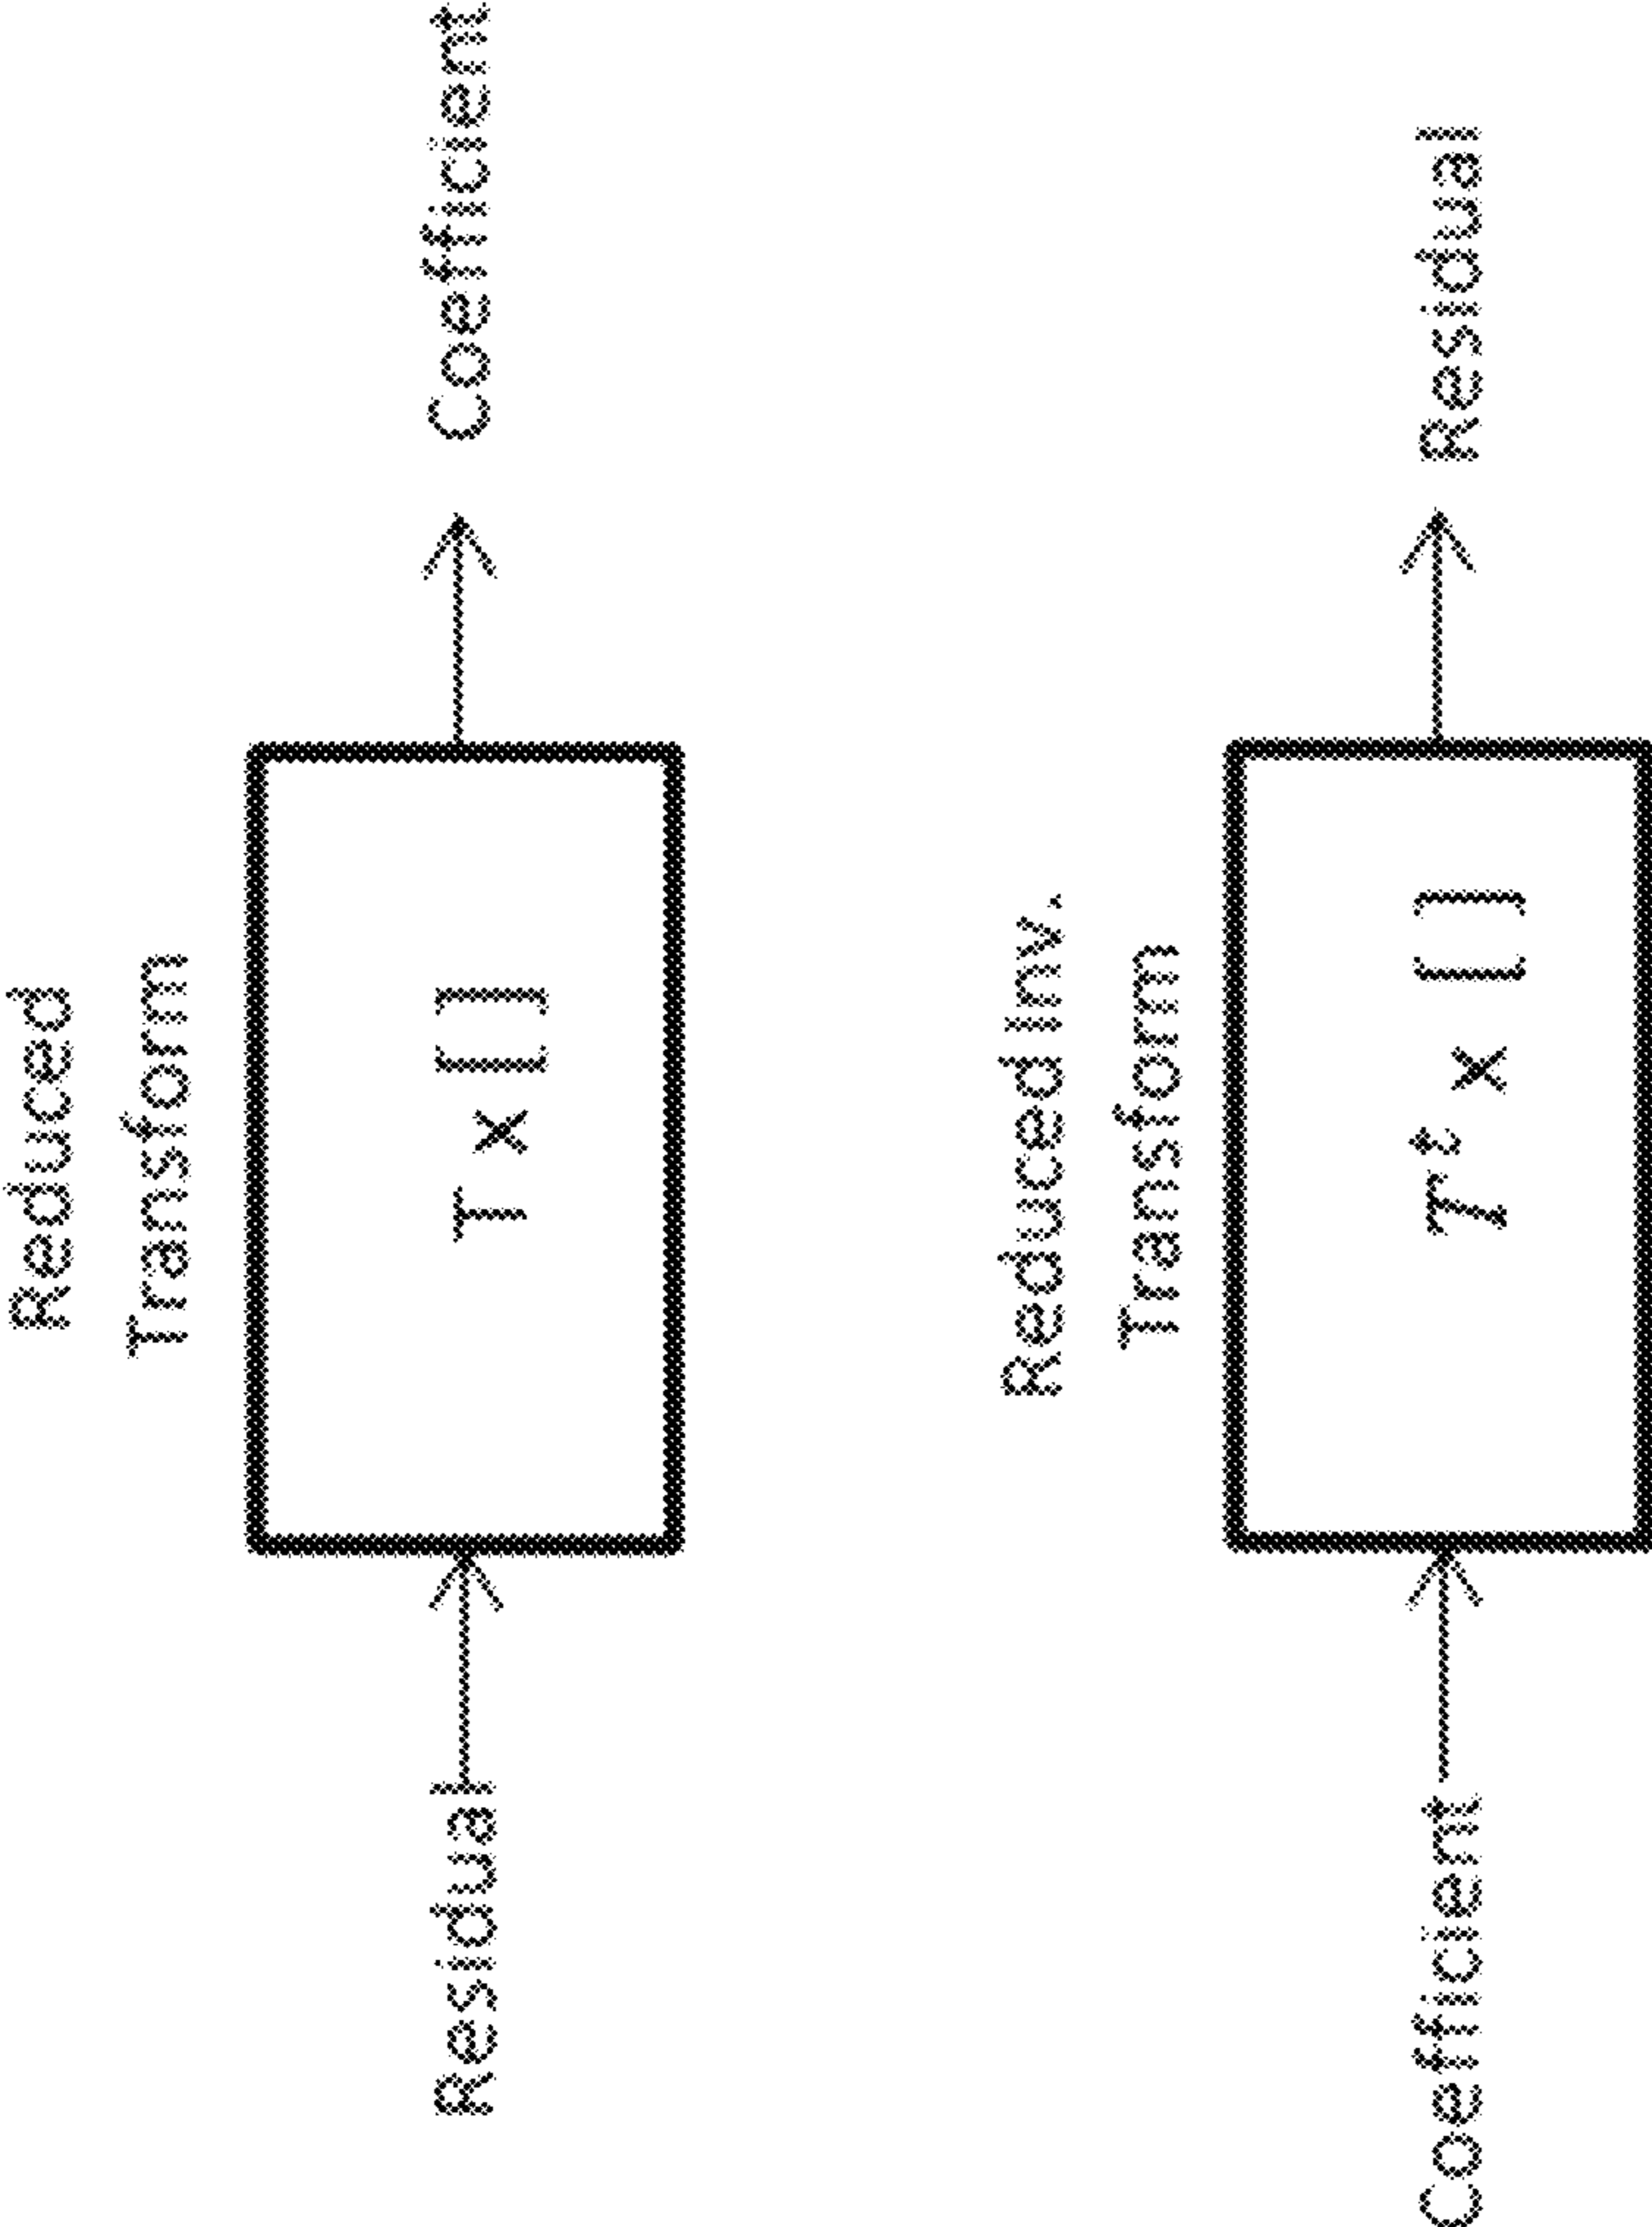 Reduced
Transform
Residual
T x [ ]
Coefficient
Reduced Inv.
Transform
Coefficient
T^t x [ ]
Residual